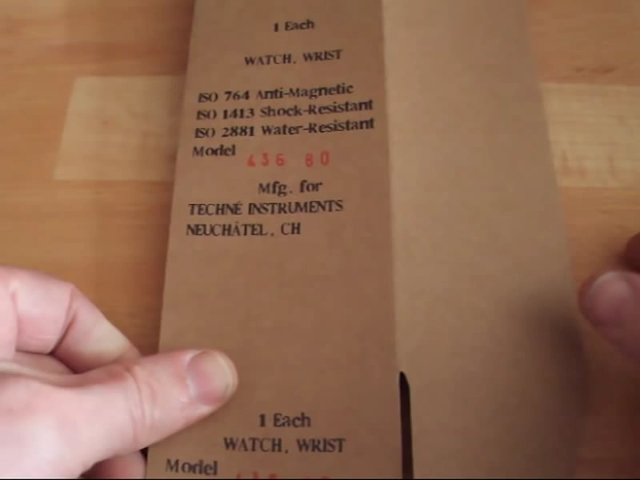 1 Each
WATCH, WRIST
ISO 764 Anti-Magnetic
ISO 1413 Shock-Resistant
ISO 2881 Water-Resistant
Model 436 80
Mfg. for
TECHNÉ INSTRUMENTS
NEUCHÂTEL, CH
1 Each
WATCH, WRIST
Model